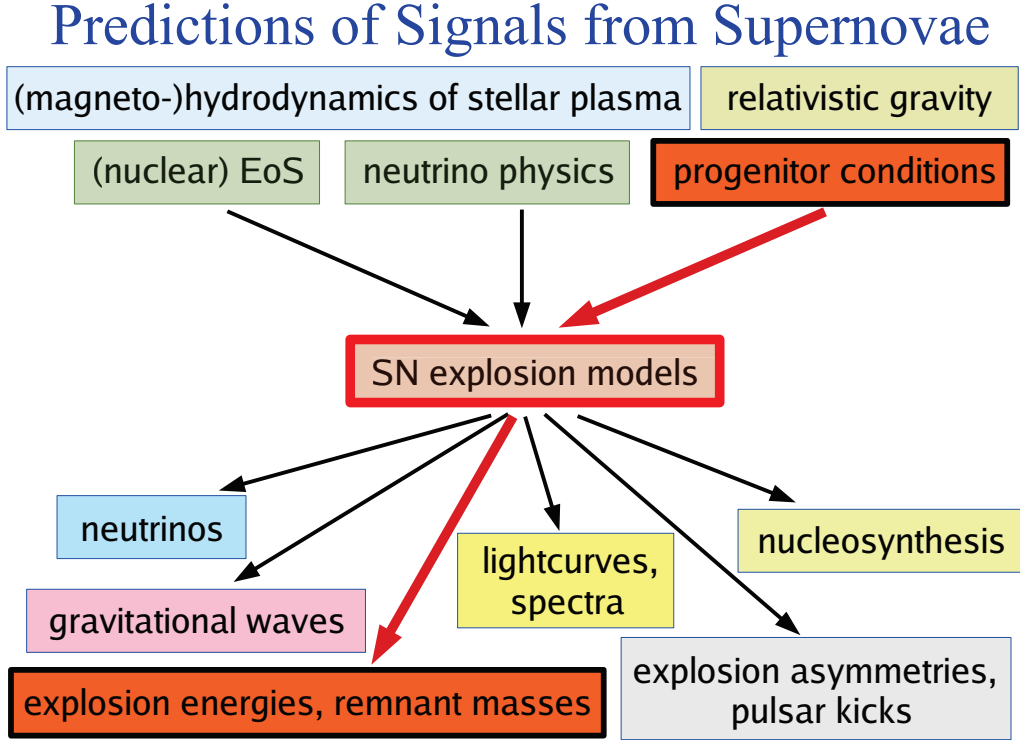 Predictions of Signals from Supernovae
(magneto-)hydrodynamics of stellar plasma
relativistic gravity
(nuclear) EoS
neutrino physics
progenitor conditions
SN explosion models
neutrinos
nucleosynthesis
lightcurves,
spectra
gravitational waves
explosion energies, remnant masses
explosion asymmetries,
pulsar kicks